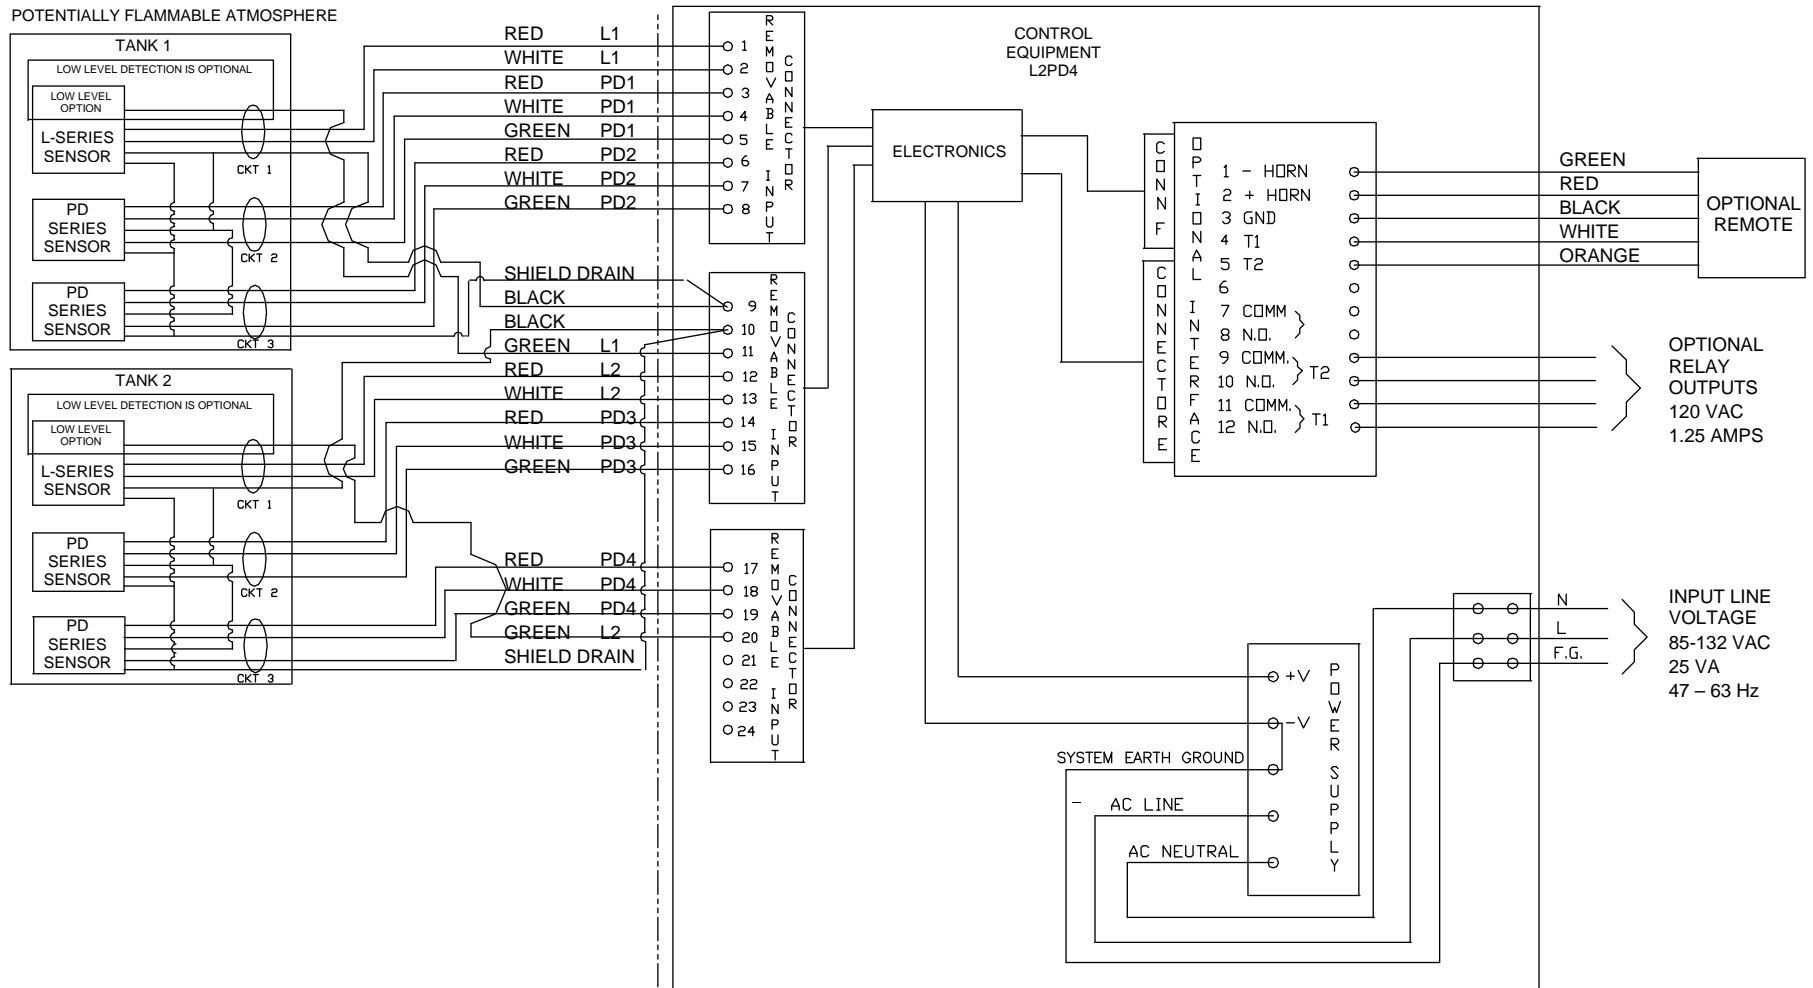 POTENTIALLY FLAMMABLE ATMOSPHERE
TANK 1
LOW LEVEL DETECTION IS OPTIONAL
LOW LEVEL
OPTION
L-SERIES
SENSOR
CKT 1
PD
SERIES
SENSOR
CKT 2
PD
SERIES
SENSOR
CKT 3
TANK 2
LOW LEVEL DETECTION IS OPTIONAL
LOW LEVEL
OPTION
L-SERIES
SENSOR
CKT 1
PD
SERIES
SENSOR
CKT 2
PD
SERIES
SENSOR
CKT 3
RED L1
WHITE L1
RED PD1
WHITE PD1
GREEN PD1
RED PD2
WHITE PD2
GREEN PD2
SHIELD DRAIN
BLACK
BLACK
GREEN L1
RED L2
WHITE L2
RED PD3
WHITE PD3
GREEN PD3
RED PD4
WHITE PD4
GREEN PD4
GREEN L2
SHIELD DRAIN
1
2
3
4
5
6
7
8
REMOVABLE INPUT
CONNECTOR
9
10
11
12
13
14
15
16
REMOVABLE INPUT
CONNECTOR
17
18
19
20
21
22
23
24
REMOVABLE INPUT
CONNECTOR
CONTROL
EQUIPMENT
L2PD4
ELECTRONICS
CONN F
CONNECTOR E
OPTIONAL INTERFACE
1 - HORN
2 + HORN
3 GND
4 T1
5 T2
6
7 COMM
8 N.O.
9 COMM.
10 N.O.
T2
11 COMM.
12 N.O.
T1
GREEN
RED
BLACK
WHITE
ORANGE
OPTIONAL
REMOTE
OPTIONAL
RELAY
OUTPUTS
120 VAC
1.25 AMPS
N
L
F.G.
INPUT LINE
VOLTAGE
85-132 VAC
25 VA
47 – 63 Hz
+V
-V
POWER SUPPLY
SYSTEM EARTH GROUND
-
AC LINE
AC NEUTRAL